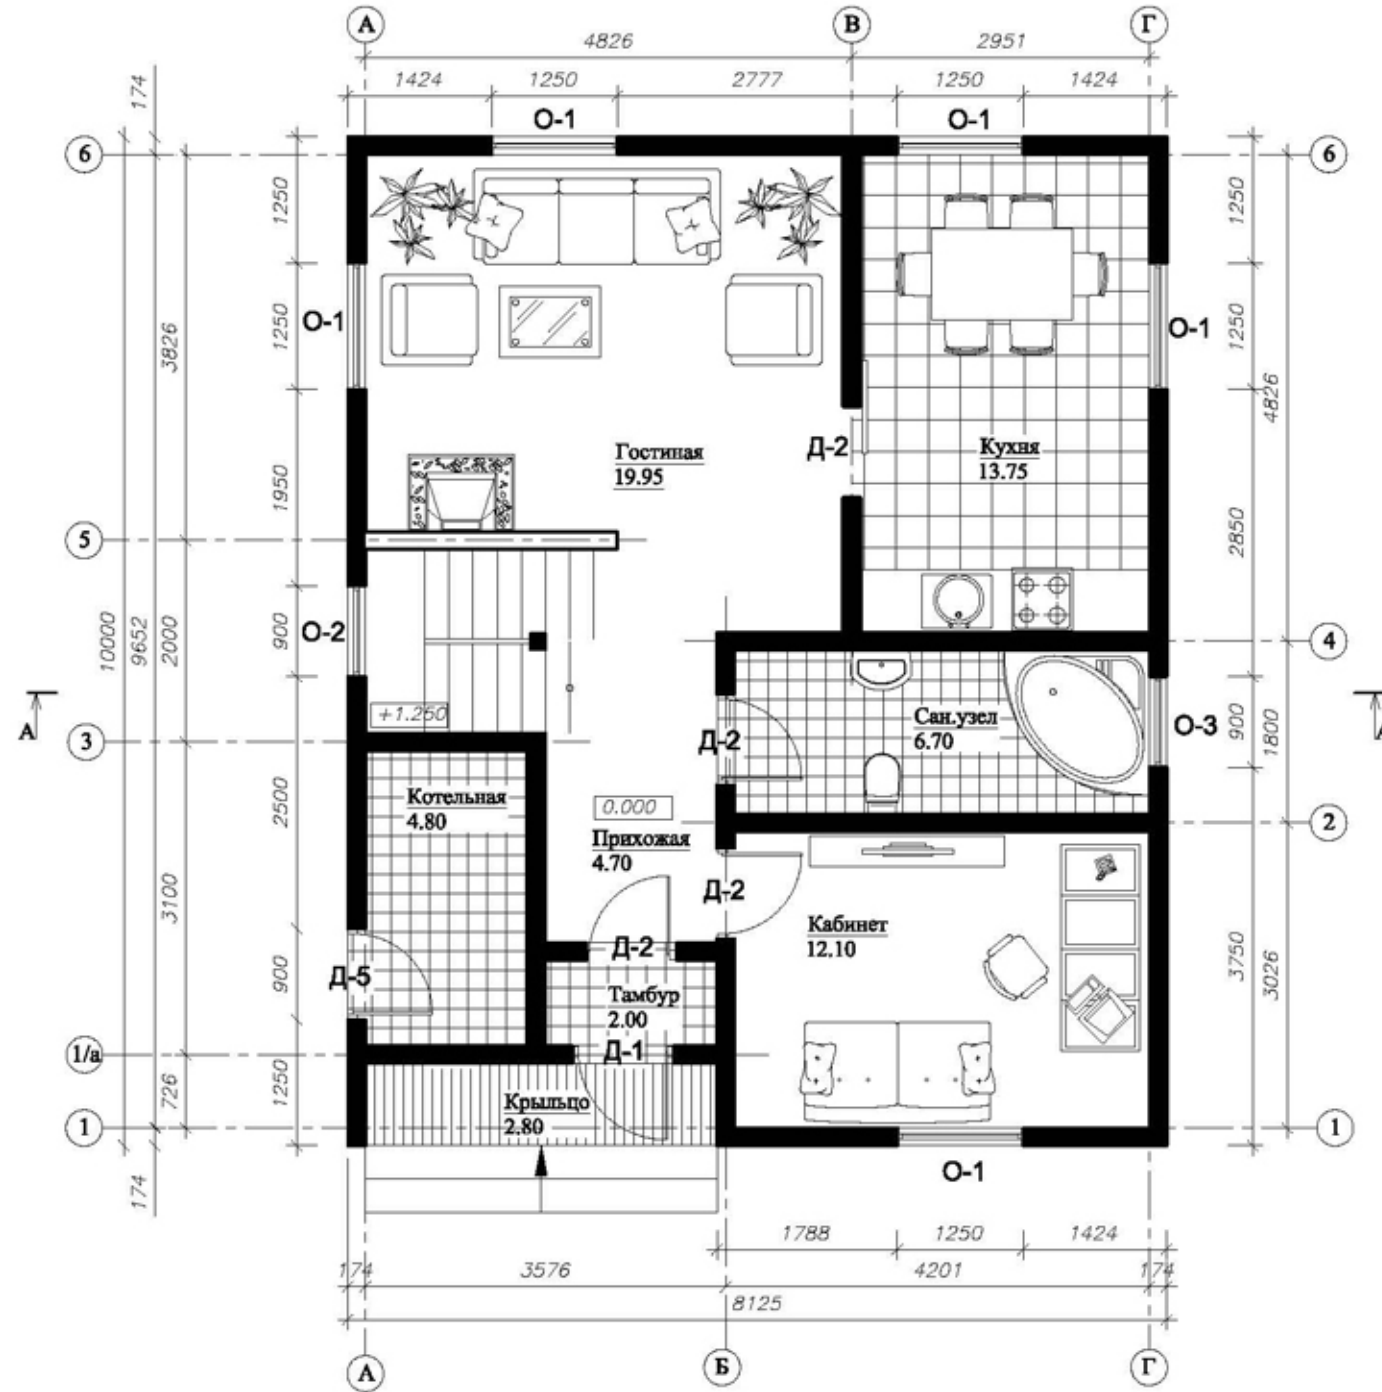 А В Г
4826 2951
174 1424 1250 2777 1250 1424
О-1 О-1
6 6
1250 1250
О-1 1250 3826 1250 О-1
4826
Д-2
Гостиная
19.95
Кухня
13.75
1950 2850
5
10000 9652 2000 900 О-2
4
+1.250
А
3
Д-2
Сан.узел
6.70
900 1800 О-3
Котельная
4.80
2500
0.000
Прихожая
4.70
2
3100
Д-2
Кабинет
12.10
Д-2
900
Д-5
Тамбур
2.00
3750 3026
1/а
Д-1
726 1250
Крыльцо
2.80
1 1
174
О-1
1788 1250 1424
174 3576 4201 174
8125
А Б Г